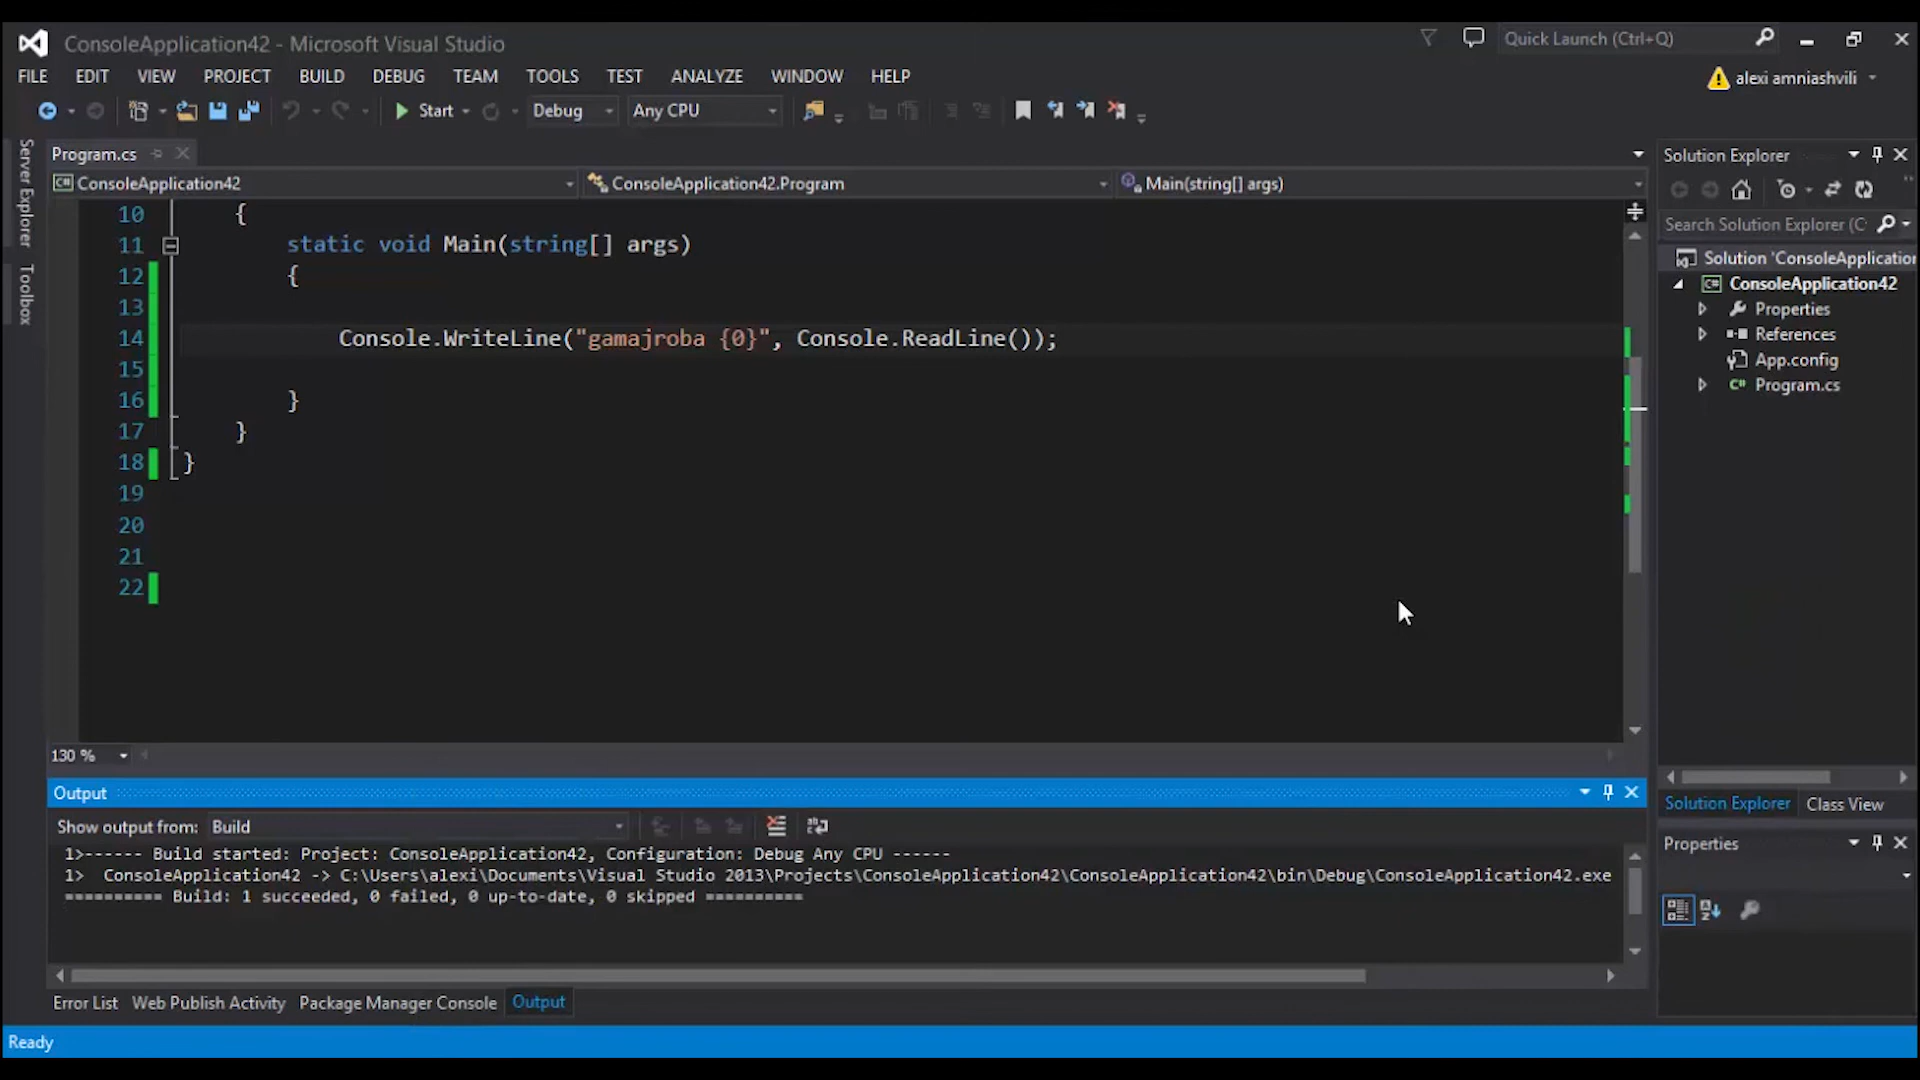 ConsoleApplication42 - Microsoft Visual Studio
Quick Launch (Ctrl+Q)
FILE EDIT VIEW PROJECT BUILD DEBUG TEAM TOOLS TEST ANALYZE WINDOW HELP
alexi amniashvili
Start Debug Any CPU
Server Explorer
Toolbox
Program.cs
ConsoleApplication42 ConsoleApplication42.Program Main(string[] args)
10 {
11 static void Main(string[] args)
12 {
13
14 Console.WriteLine("gamajroba {0}", Console.ReadLine());
15
16 }
17 }
18 }
19
20
21
22
130 %
Solution Explorer
Search Solution Explorer (C
Solution 'ConsoleApplication
ConsoleApplication42
Properties
References
App.config
Program.cs
Solution Explorer Class View
Properties
Output
Show output from: Build
1>------ Build started: Project: ConsoleApplication42, Configuration: Debug Any CPU ------
1> ConsoleApplication42 -> C:\Users\alexi\Documents\Visual Studio 2013\Projects\ConsoleApplication42\ConsoleApplication42\bin\Debug\ConsoleApplication42.exe
========== Build: 1 succeeded, 0 failed, 0 up-to-date, 0 skipped ==========
Error List Web Publish Activity Package Manager Console Output
Ready